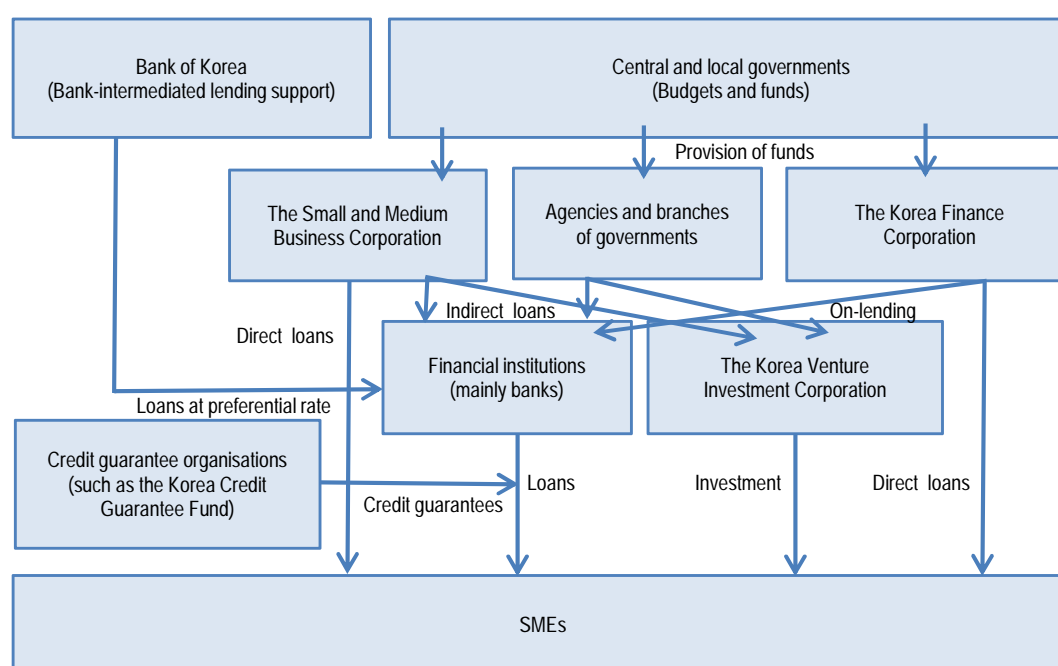 Bank of Korea
(Bank-intermediated lending support)
Central and local governments
(Budgets and funds)
Provision of funds
The Small and Medium
Business Corporation
Agencies and branches
of governments
The Korea Finance
Corporation
Direct loans
Indirect loans
On-lending
Financial institutions
(mainly banks)
The Korea Venture
Investment Corporation
Loans at preferential rate
Credit guarantee organisations
(such as the Korea Credit
Guarantee Fund)
Credit guarantees
Loans
Investment
Direct loans
SMEs